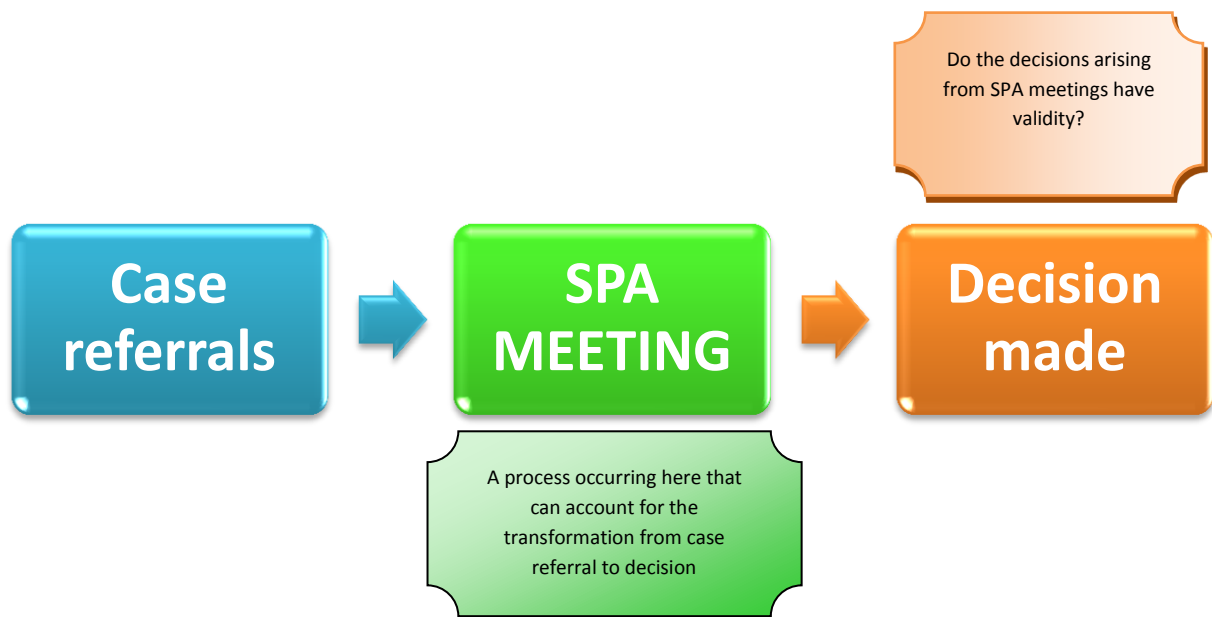 Do the decisions arising
from SPA meetings have
validity?
Case
referrals
SPA
MEETING
Decision
made
A process occurring here that
can account for the
transformation from case
referral to decision